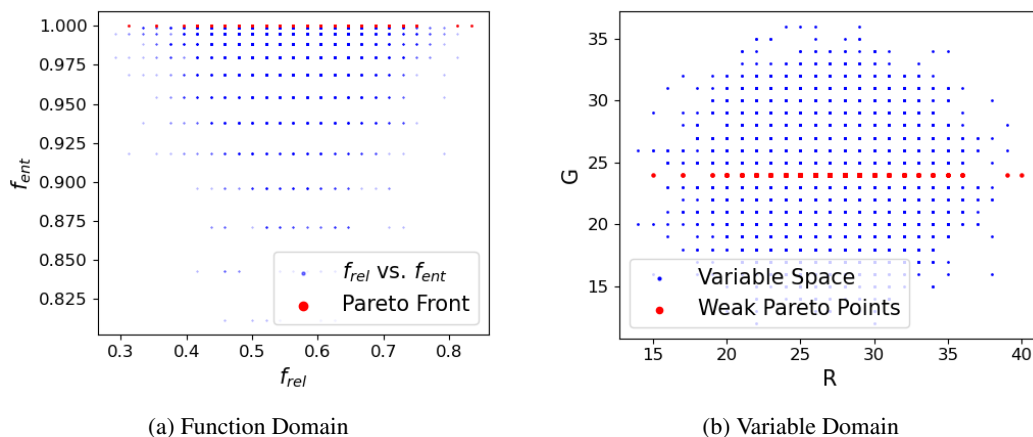 1.000
0.975
0.950
0.925
0.900
0.875
0.850
0.825
f_ent
0.3 0.4 0.5 0.6 0.7 0.8
f_rel
f_rel vs. f_ent
Pareto Front
(a) Function Domain
35
30
25
20
15
G
15 20 25 30 35 40
R
Variable Space
Weak Pareto Points
(b) Variable Domain